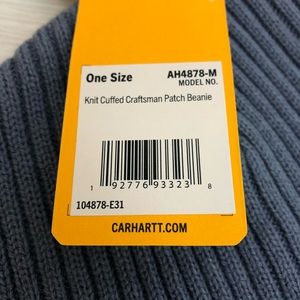 One Size
AH4878-M
MODEL NO.
Knit Cuffed Craftsman Patch Beanie
1 92776 93323 8
104878-E31
CARHARTT.COM